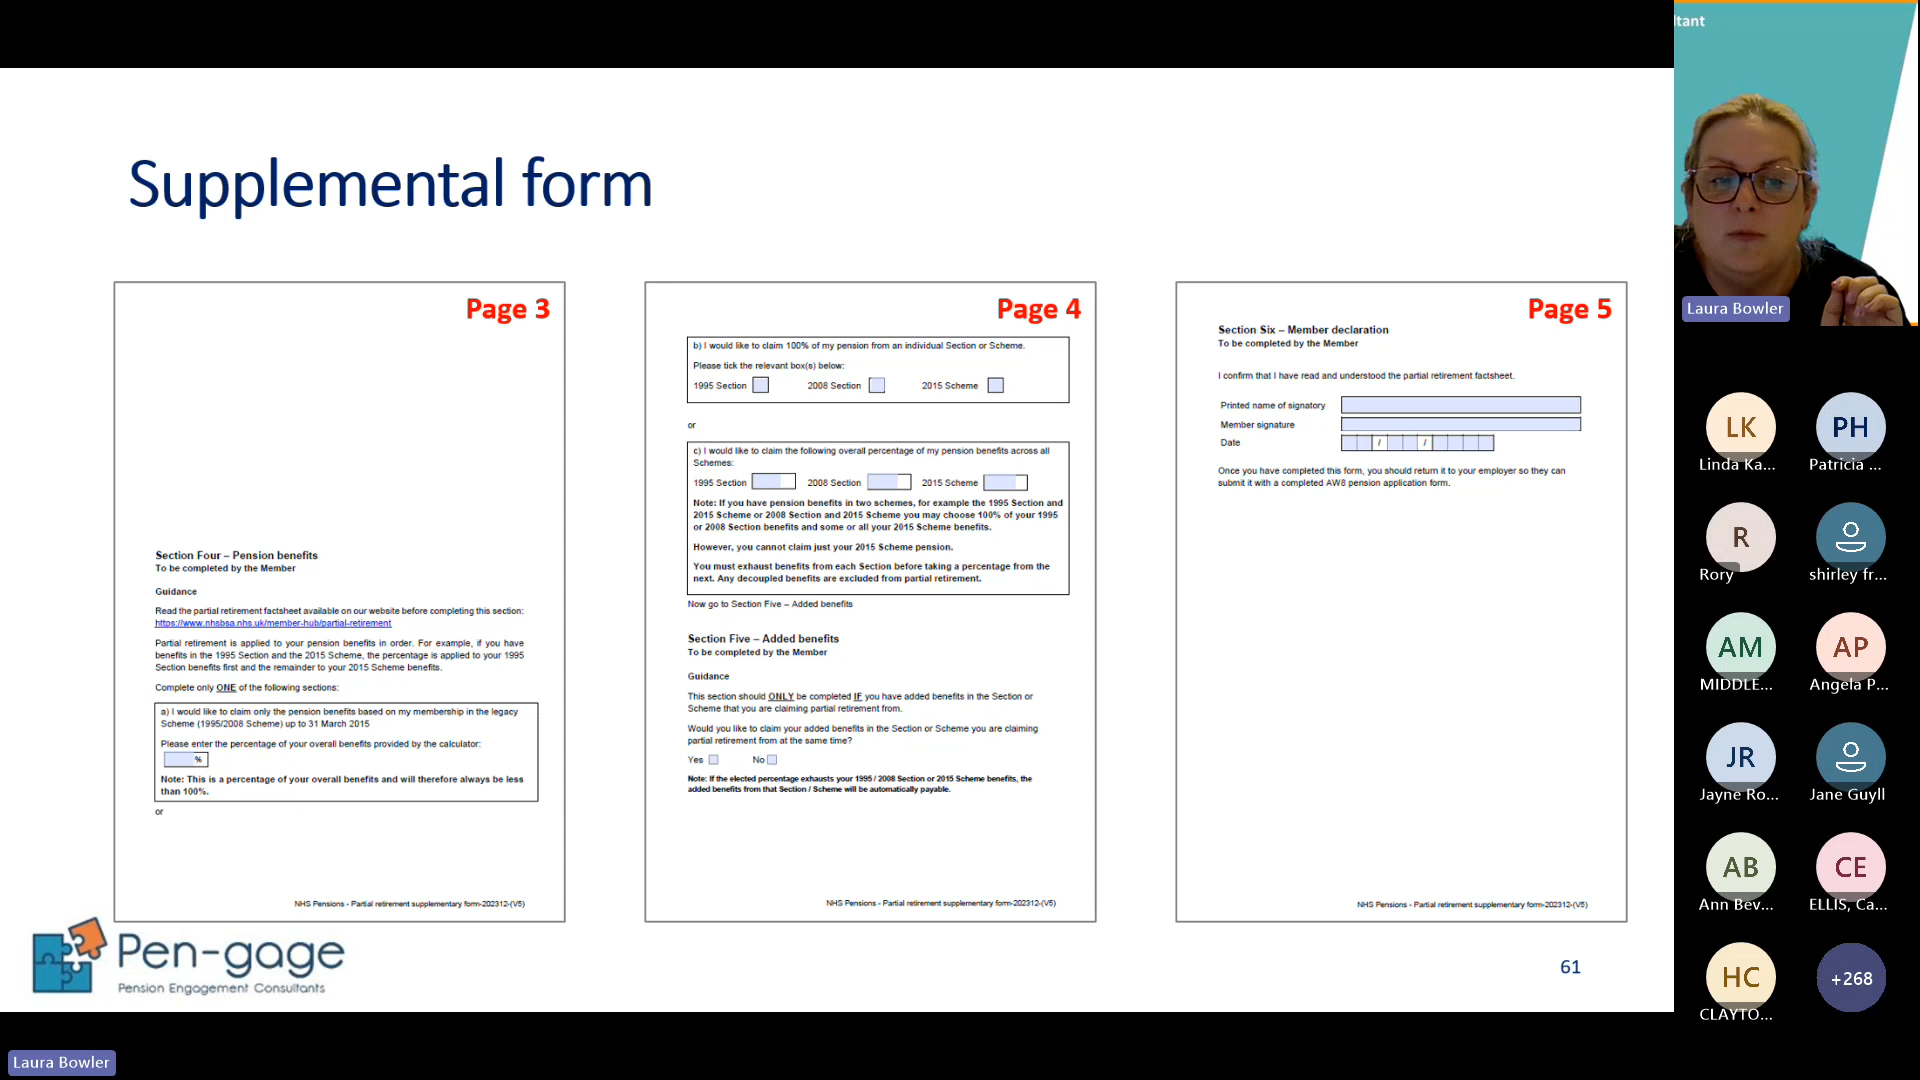 Supplemental form
Page 3
Section Four – Pension benefits
To be completed by the Member
Guidance
Read the partial retirement factsheet available on our website before completing this section:
https://www.nhsbsa.nhs.uk/member-hub/partial-retirement
Partial retirement is applied to your pension benefits in order. For example, if you have
benefits in the 1995 Section and the 2015 Scheme, the percentage is applied to your 1995
Section benefits first and the remainder to your 2015 Scheme benefits.
Complete only ONE of the following sections:
a) I would like to claim only the pension benefits based on my membership in the legacy
Scheme (1995/2008 Scheme) up to 31 March 2015
Please enter the percentage of your overall benefits provided by the calculator:
%
Note: This is a percentage of your overall benefits and will therefore always be less
than 100%.
or
NHS Pensions - Partial retirement supplementary form-202312-(V5)
Page 4
b) I would like to claim 100% of my pension from an individual Section or Scheme.
Please tick the relevant box(s) below:
1995 Section 2008 Section 2015 Scheme
or
c) I would like to claim the following overall percentage of my pension benefits across all
Schemes:
1995 Section 2008 Section 2015 Scheme
Note: If you have pension benefits in two schemes, for example the 1995 Section and
2015 Scheme or 2008 Section and 2015 Scheme you may choose 100% of your 1995
or 2008 Section benefits and some or all your 2015 Scheme benefits.
However, you cannot claim just your 2015 Scheme pension.
You must exhaust benefits from each Section before taking a percentage from the
next. Any decoupled benefits are excluded from partial retirement.
Now go to Section Five – Added benefits
Section Five – Added benefits
To be completed by the Member
Guidance
This section should ONLY be completed IF you have added benefits in the Section or
Scheme that you are claiming partial retirement from.
Would you like to claim your added benefits in the Section or Scheme you are claiming
partial retirement from at the same time?
Yes No
Note: If the elected percentage exhausts your 1995 / 2008 Section or 2015 Scheme benefits, the
added benefits from that Section / Scheme will be automatically payable.
NHS Pensions - Partial retirement supplementary form-202312-(V5)
Page 5
Section Six – Member declaration
To be completed by the Member
I confirm that I have read and understood the partial retirement factsheet.
Printed name of signatory
Member signature
Date / /
Once you have completed this form, you should return it to your employer so they can
submit it with a completed AW8 pension application form.
NHS Pensions - Partial retirement supplementary form-202312-(V5)
Pen-gage
Pension Engagement Consultants
61
Laura Bowler
ltant
Laura Bowler
LK PH
Linda Ka... Patricia ...
R
Rory shirley fr...
AM AP
MIDDLE... Angela P...
JR
Jayne Ro... Jane Guyll
AB CE
Ann Bev... ELLIS, Ca...
HC +268
CLAYTO...